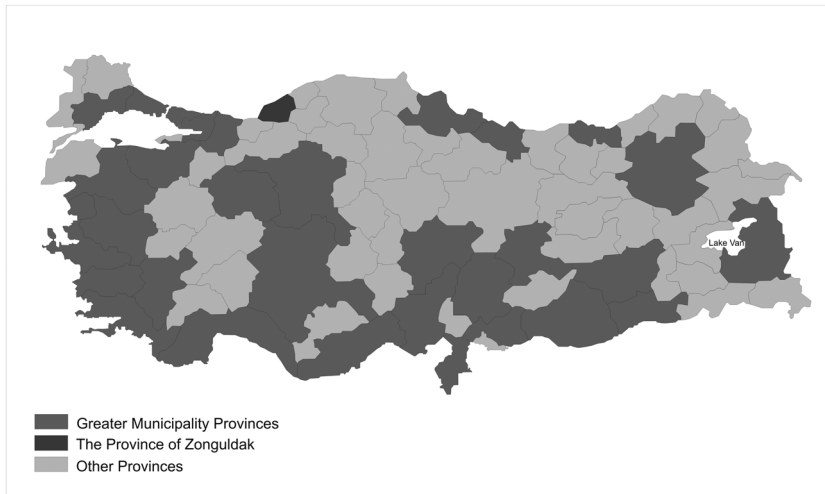 Lake Van
Greater Municipality Provinces
The Province of Zonguldak
Other Provinces